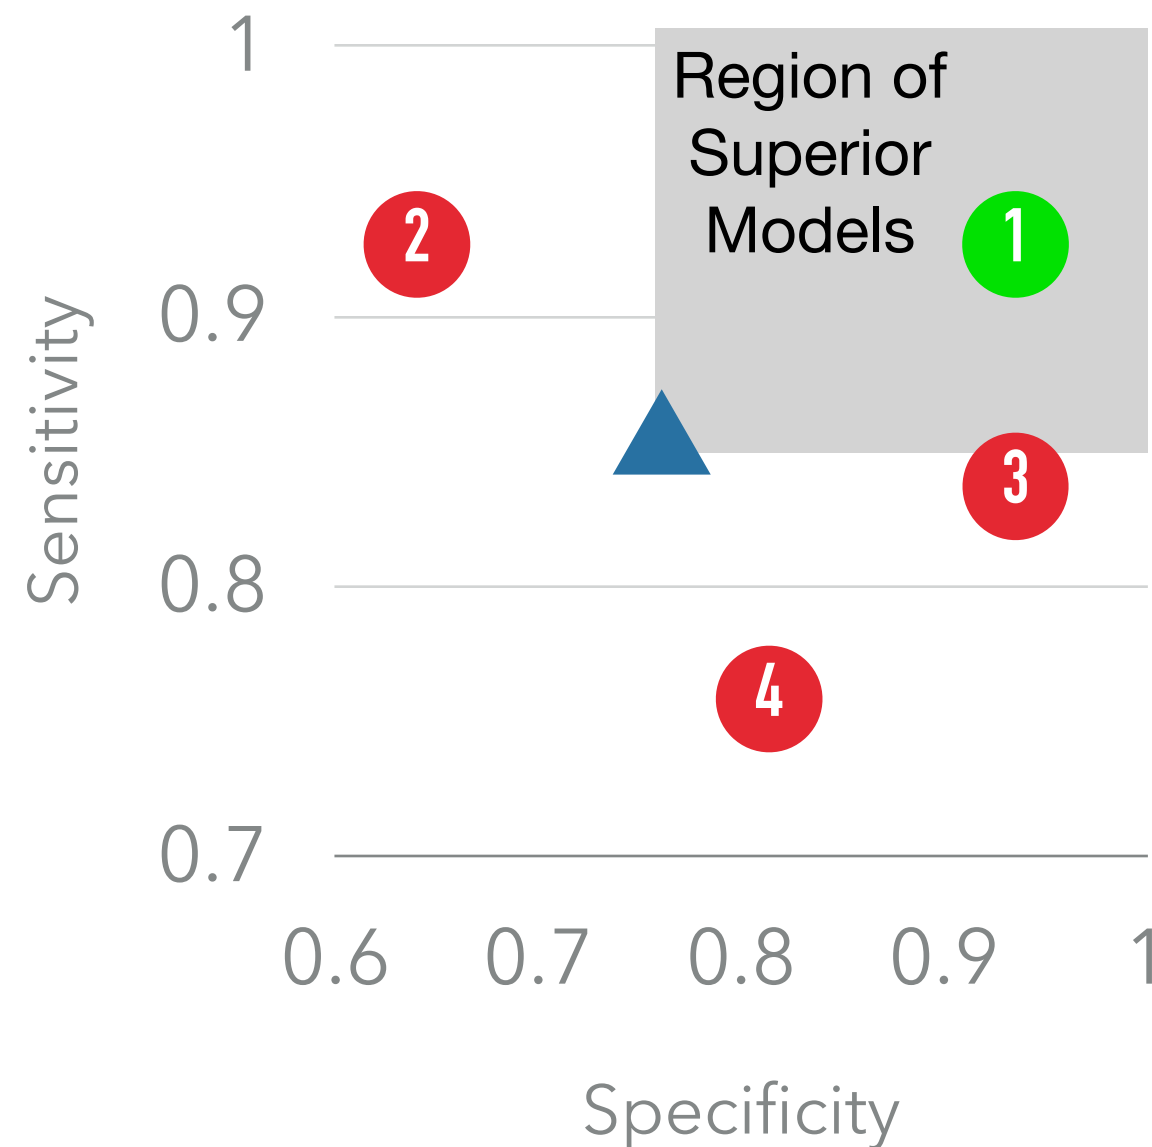 1
Region of
Superior
Models
2
1
0.9
Sensitivity
3
0.8
4
0.7
0.6 0.7 0.8 0.9 1
Specificity